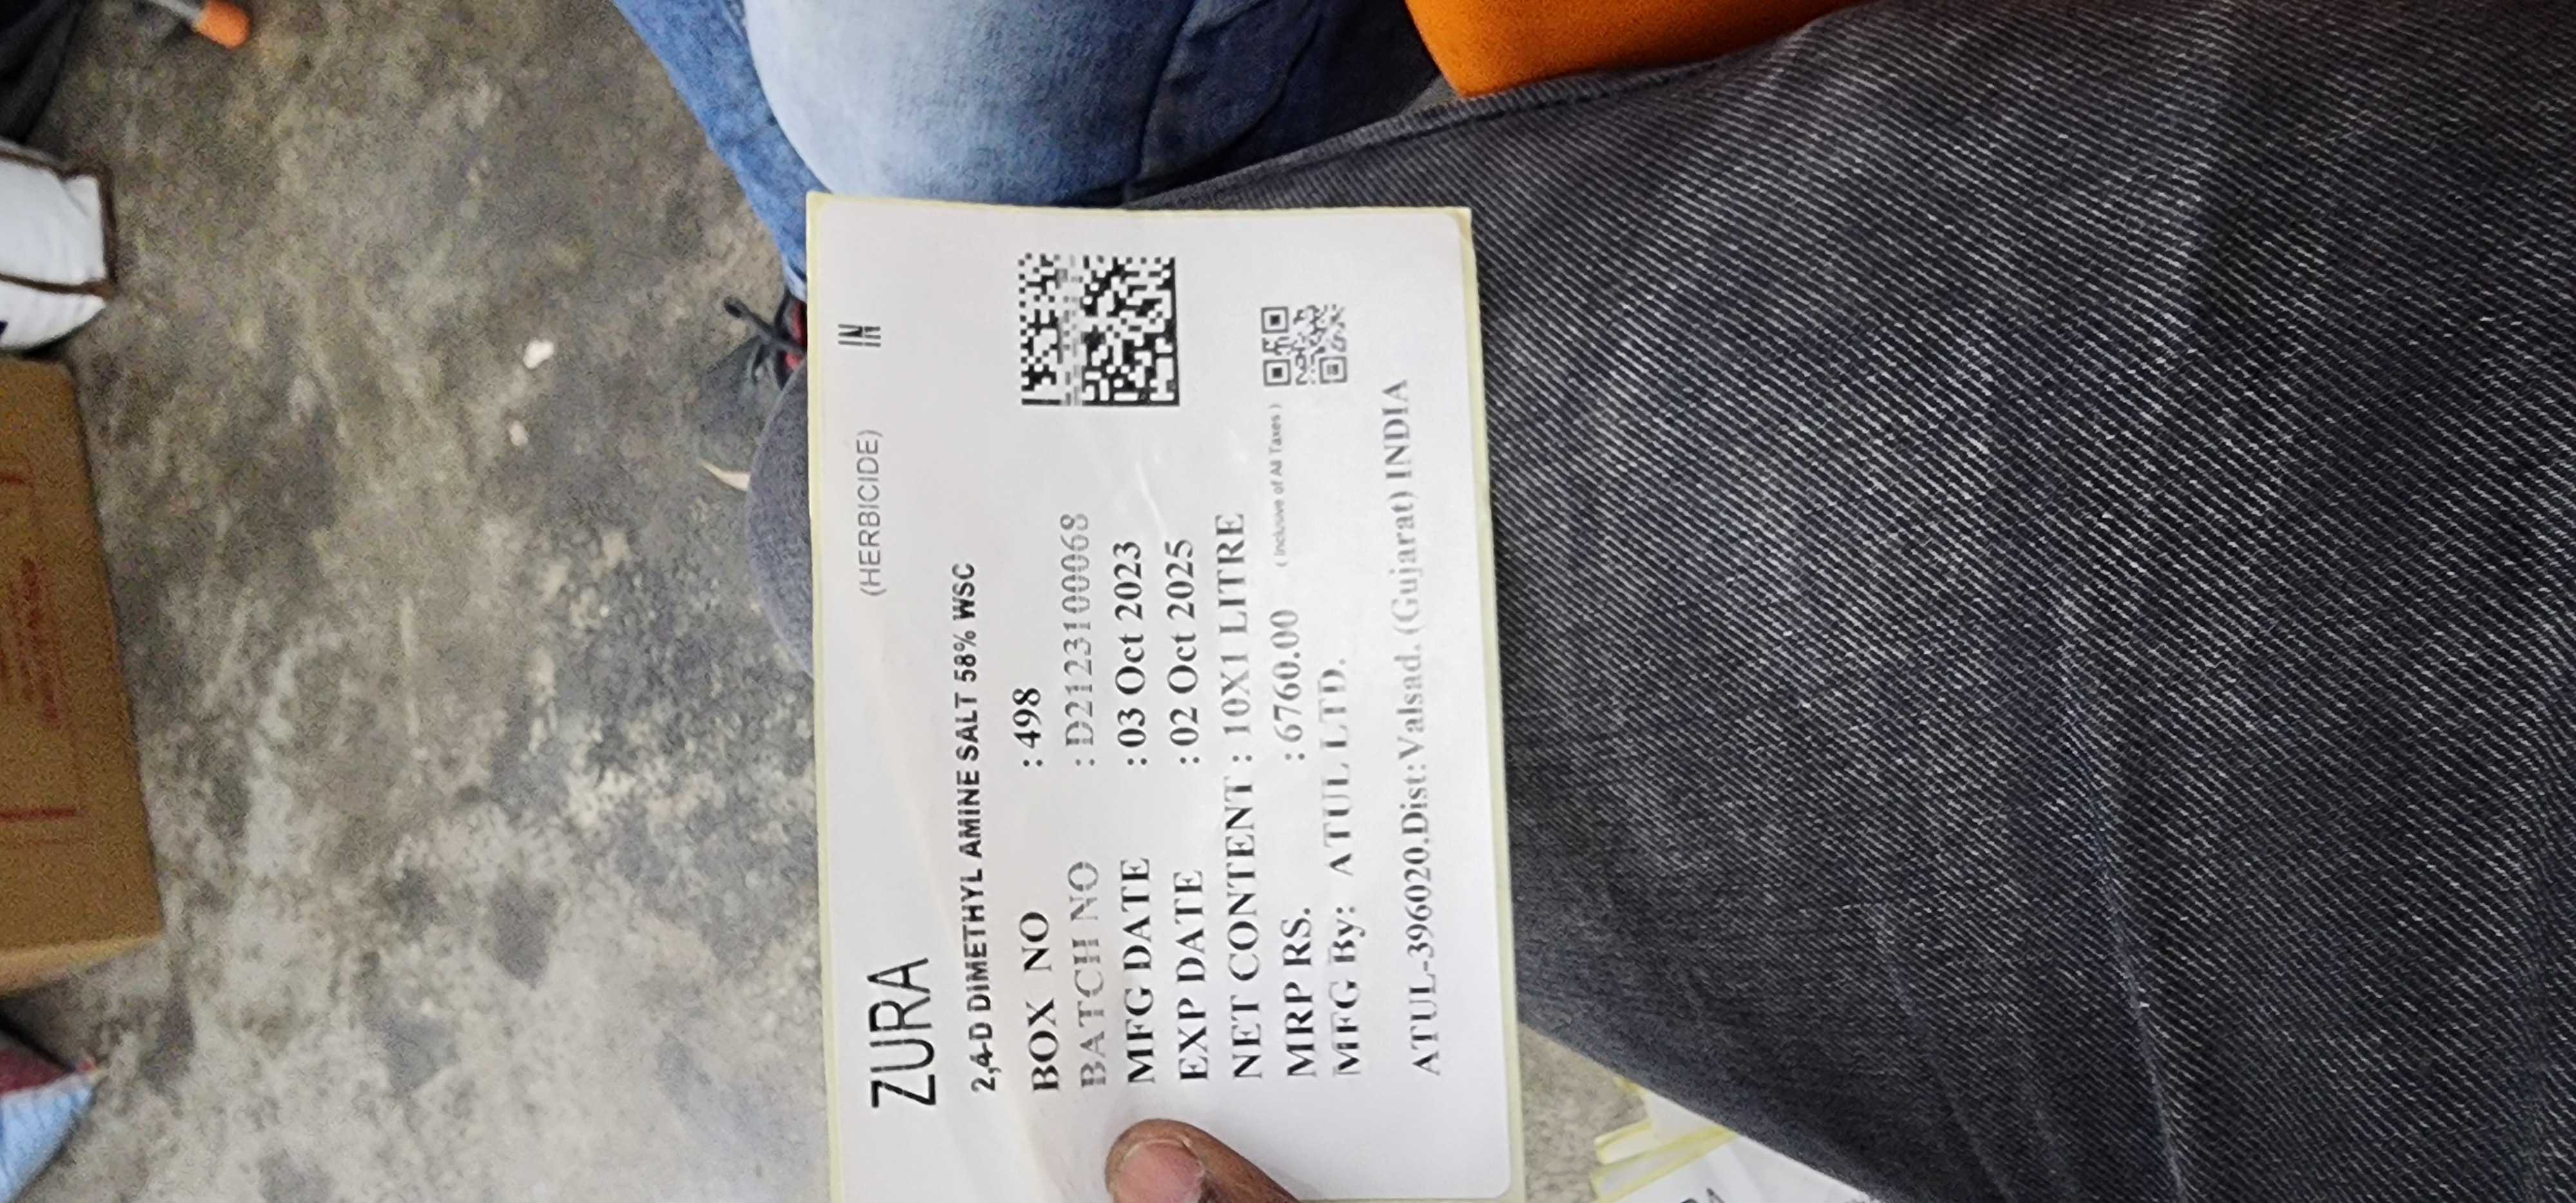 ZURA (HERBICIDE) IN
2,4-D DIMETHYL AMINE SALT 58% WSC
BOX NO : 498
BATCH NO : D2123100068
MFG DATE : 03 Oct 2023
EXP DATE : 02 Oct 2025
NET CONTENT : 10X1 LITRE
MRP RS. : 6760.00 ( Inclusive of All Taxes )
MFG By: ATUL LTD.
ATUL-396020.Dist:Valsad. (Gujarat) INDIA